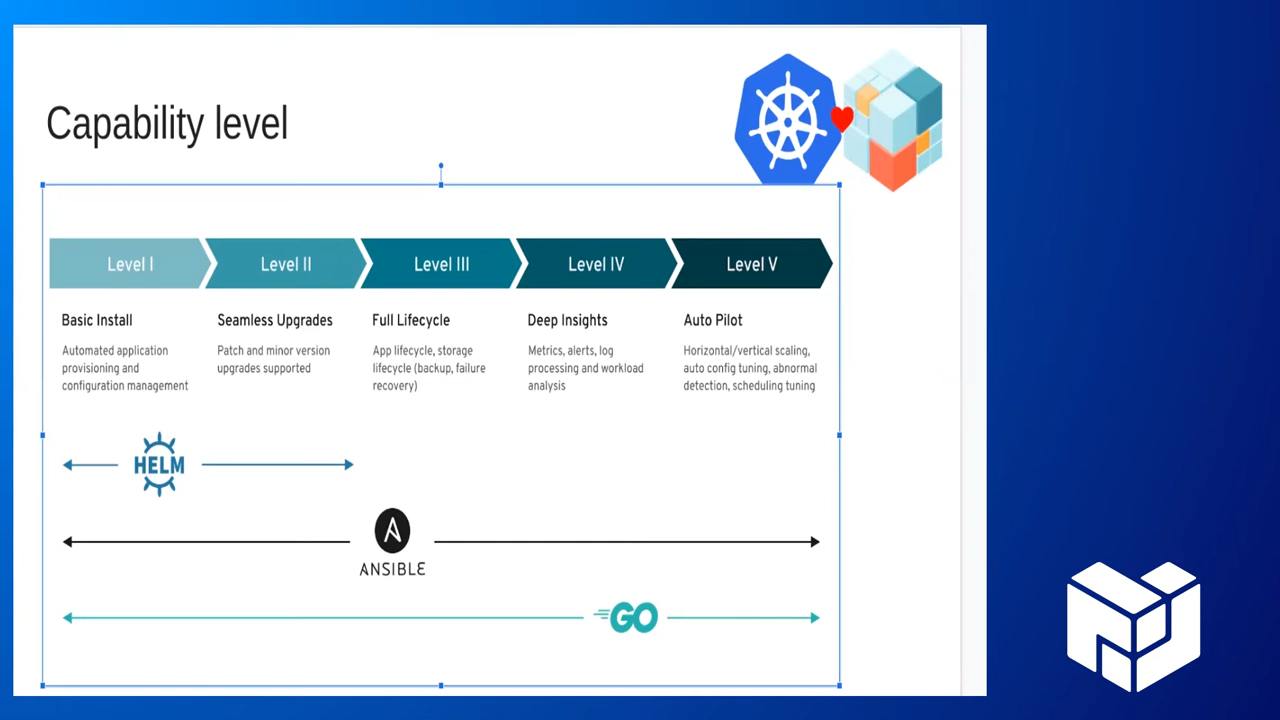 Capability level
Level I
Level II
Level III
Level IV
Level V
Basic Install
Automated application
provisioning and
configuration management
Seamless Upgrades
Patch and minor version
upgrades supported
Full Lifecycle
App lifecycle, storage
lifecycle (backup, failure
recovery)
Deep Insights
Metrics, alerts, log
processing and workload
analysis
Auto Pilot
Horizontal/vertical scaling,
auto config tuning, abnormal
detection, scheduling tuning
HELM
ANSIBLE
GO